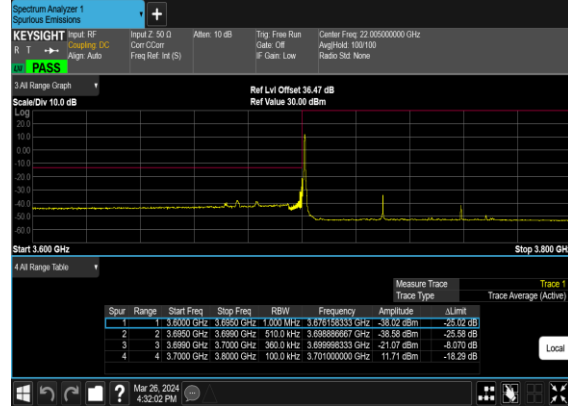 Spectrum Analyzer 1
Spurious Emissions
KEYSIGHT Input: RF Input Z: 50 Ω Atten: 10 dB Trig: Free Run Center Freq: 22.005000000 GHz
R T Coupling: DC Corr CCorr Gate: Off Avg|Hold: 100/100
Align: Auto Freq Ref: Int (S) IF Gain: Low Radio Std: None
PASS
3 All Range Graph
Ref Lvl Offset 36.47 dB
Scale/Div 10.0 dB Ref Value 30.00 dBm
Log
20.0
10.0
0.00
-10.0
-20.0
-30.0
-40.0
-50.0
-60.0
Start 3.600 GHz Stop 3.800 GHz
4 All Range Table
Measure Trace Trace 1
Trace Type Trace Average (Active)
Spur Range Start Freq Stop Freq RBW Frequency Amplitude ΔLimit
1 1 3.6000 GHz 3.6950 GHz 1.000 MHz 3.676158333 GHz -38.02 dBm -25.02 dB
2 2 3.6950 GHz 3.6990 GHz 510.0 kHz 3.698886667 GHz -38.58 dBm -25.58 dB
3 3 3.6990 GHz 3.7000 GHz 360.0 kHz 3.699998333 GHz -21.07 dBm -8.070 dB
4 4 3.7000 GHz 3.8000 GHz 100.0 kHz 3.701000000 GHz 11.71 dBm -18.29 dB
Local
?
Mar 26, 2024
4:32:02 PM